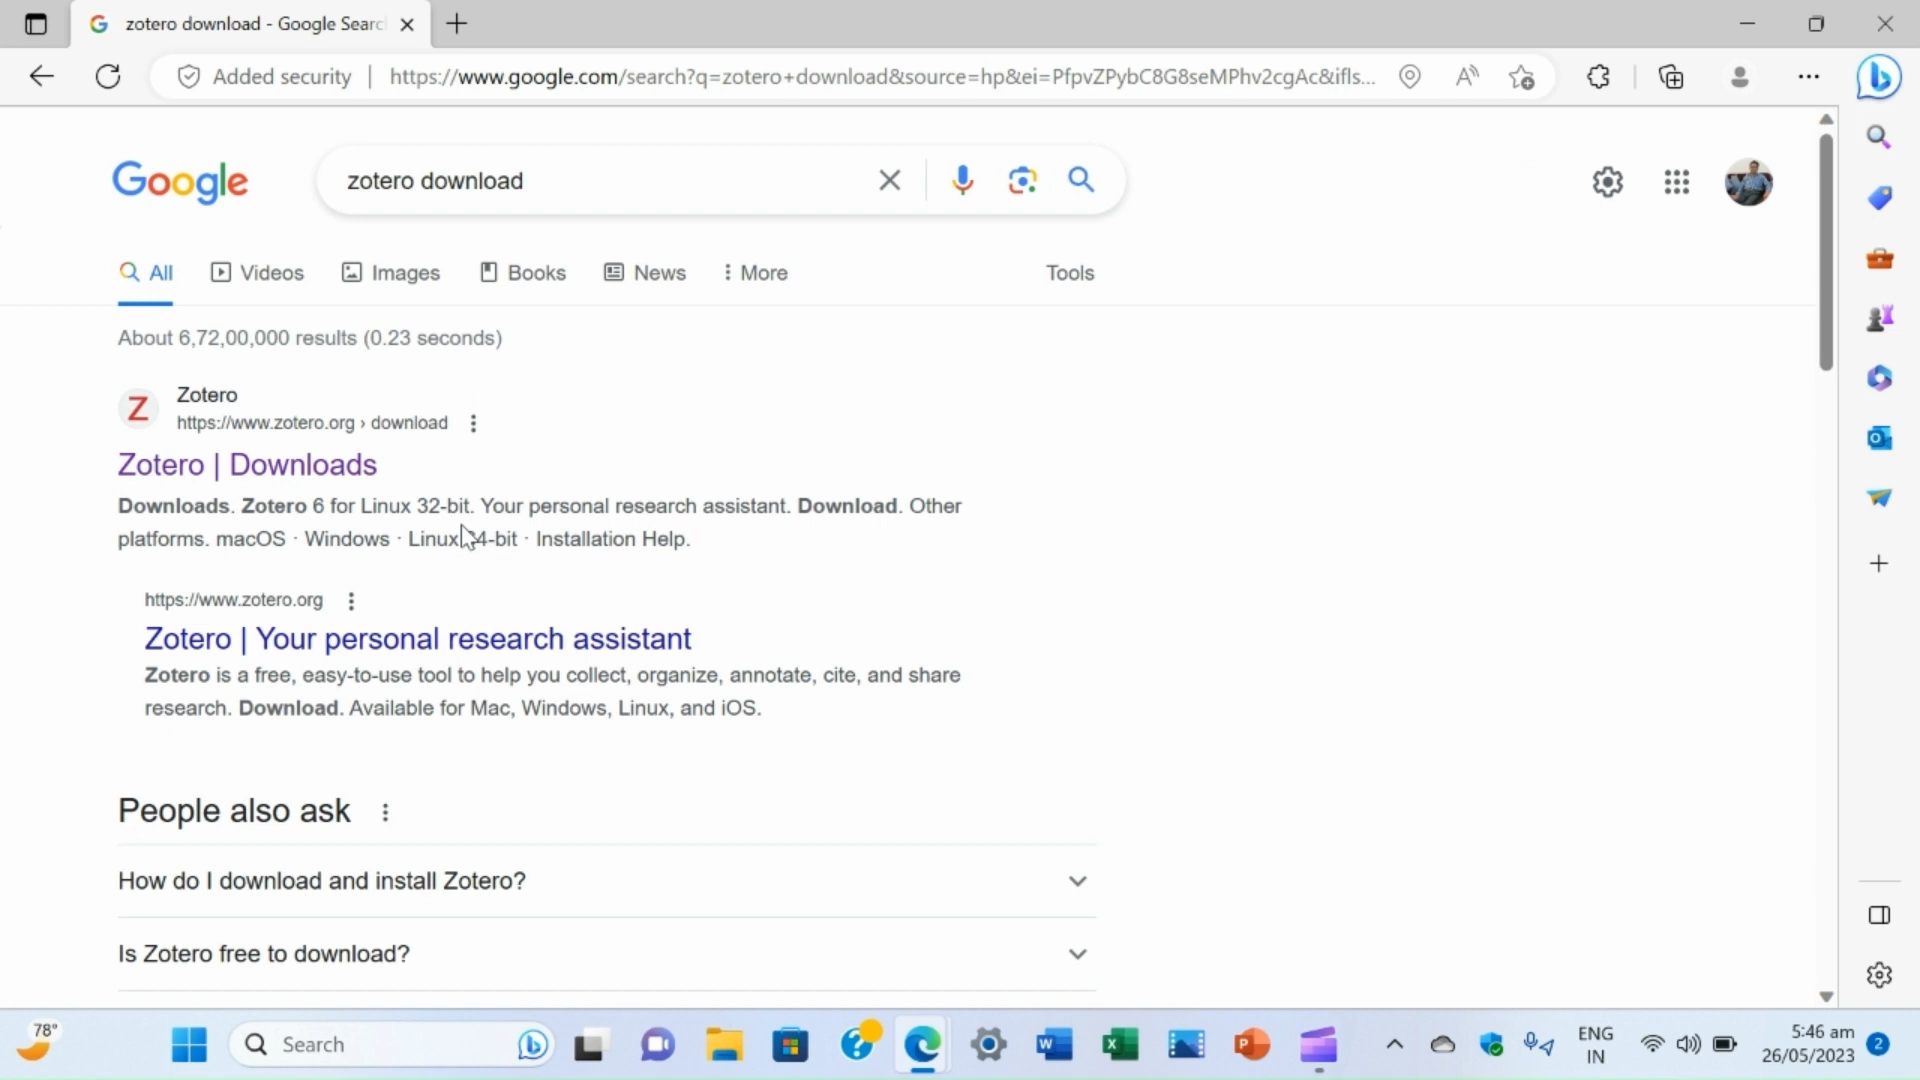 zotero download - Google Searc
Added security
https://www.google.com/search?q=zotero+download&source=hp&ei=PfpvZPybC8G8seMPhv2cgAc&ifls...
Google
zotero download
All
Videos
Images
Books
News
More
Tools
About 6,72,00,000 results (0.23 seconds)
Z
Zotero
https://www.zotero.org › download
Zotero | Downloads
Downloads. Zotero 6 for Linux 32-bit. Your personal research assistant. Download. Other
platforms. macOS · Windows · Linux 64-bit · Installation Help.
https://www.zotero.org
Zotero | Your personal research assistant
Zotero is a free, easy-to-use tool to help you collect, organize, annotate, cite, and share
research. Download. Available for Mac, Windows, Linux, and iOS.
People also ask
How do I download and install Zotero?
Is Zotero free to download?
78°
Search
ENG
IN
5:46 am
26/05/2023
2